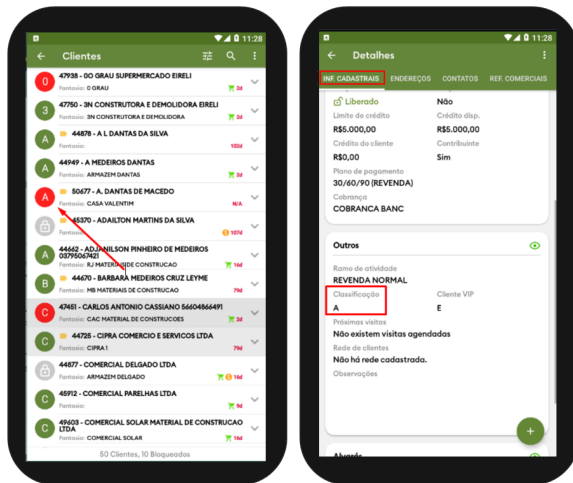 11:28
Clientes
0
47938 - 0O GRAU SUPERMERCADO EIRELI
Fantasia: 0 GRAU
2d
3
47750 - 3N CONSTRUTORA E DEMOLIDORA EIRELI
Fantasia: 3N CONSTRUTORA E DEMOLIDORA
2d
A
44878 - A L DANTAS DA SILVA
Fantasia:
102d
A
44949 - A MEDEIROS DANTAS
Fantasia: ARMAZEM DANTAS
2d
A
50677 - A. DANTAS DE MACEDO
Fantasia: CASA VALENTIM
N/A
45370 - ADAILTON MARTINS DA SILVA
Fantasia:
107d
A
44662 - ADJANILSON PINHEIRO DE MEDEIROS
03795067421
Fantasia: RJ MATERIAIS DE CONSTRUCAO
16d
B
44670 - BARBARA MEDEIROS CRUZ LEYME
Fantasia: MB MATERIAIS DE CONSTRUCAO
79d
C
47451 - CARLOS ANTONIO CASSIANO 56604866491
Fantasia: CAC MATERIAL DE CONSTRUCOES
2d
C
44725 - CIPRA COMERCIO E SERVICOS LTDA
Fantasia: CIPRA 1
79d
44877 - COMERCIAL DELGADO LTDA
Fantasia: ARMAZEM DELGADO
16d
C
45912 - COMERCIAL PARELHAS LTDA
Fantasia:
9d
C
49603 - COMERCIAL SOLAR MATERIAL DE CONSTRUCAO
LTDA
Fantasia: COMERCIAL SOLAR
16d
50 Clientes, 10 Bloqueados
11:28
Detalhes
INF. CADASTRAIS ENDEREÇOS CONTATOS REF. COMERCIAIS
Liberado Não
Limite de crédito Crédito disp.
R$5.000,00 R$5.000,00
Crédito do cliente Contribuinte
R$0,00 Sim
Plano de pagamento
30/60/90 (REVENDA)
Cobrança
COBRANCA BANC
Outros
Ramo de atividade
REVENDA NORMAL
Classificação Cliente VIP
A E
Próximas visitas
Não existem visitas agendadas
Rede de clientes
Não há rede cadastrada.
Observações
+
Alvarás